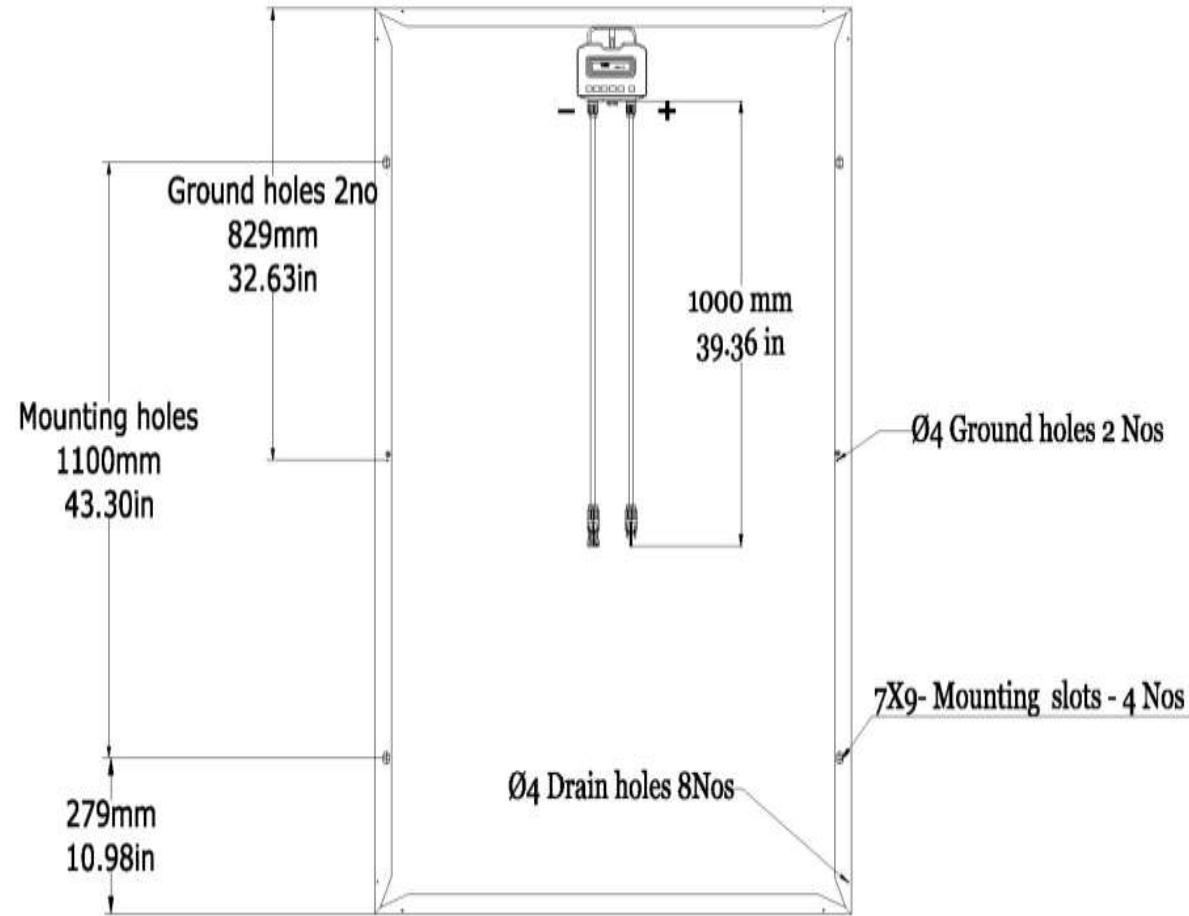 −
+
Ground holes 2no
829mm
32.63in
1000 mm
39.36 in
Mounting holes
1100mm
43.30in
Ø4 Ground holes 2 Nos
7X9- Mounting  slots - 4 Nos
Ø4 Drain holes 8Nos
279mm
10.98in